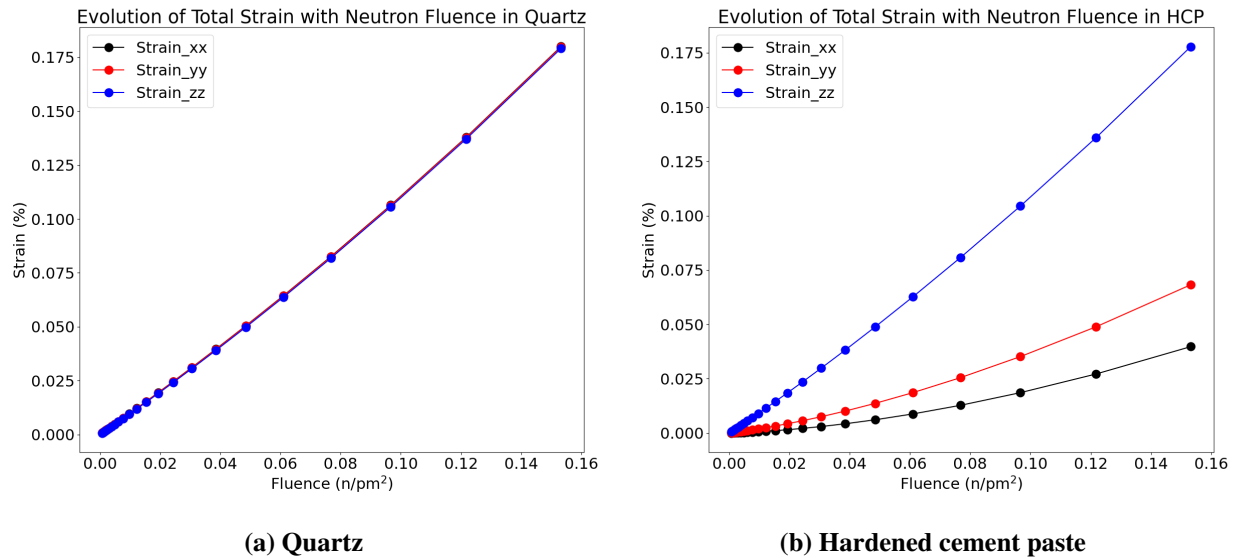 Evolution of Total Strain with Neutron Fluence in Quartz
Strain_xx
Strain_yy
Strain_zz
0.175
0.150
0.125
0.100
0.075
0.050
0.025
0.000
Strain (%)
0.00 0.02 0.04 0.06 0.08 0.10 0.12 0.14 0.16
Fluence (n/pm²)
(a) Quartz
Evolution of Total Strain with Neutron Fluence in HCP
Strain_xx
Strain_yy
Strain_zz
0.175
0.150
0.125
0.100
0.075
0.050
0.025
0.000
Strain (%)
0.00 0.02 0.04 0.06 0.08 0.10 0.12 0.14 0.16
Fluence (n/pm²)
(b) Hardened cement paste